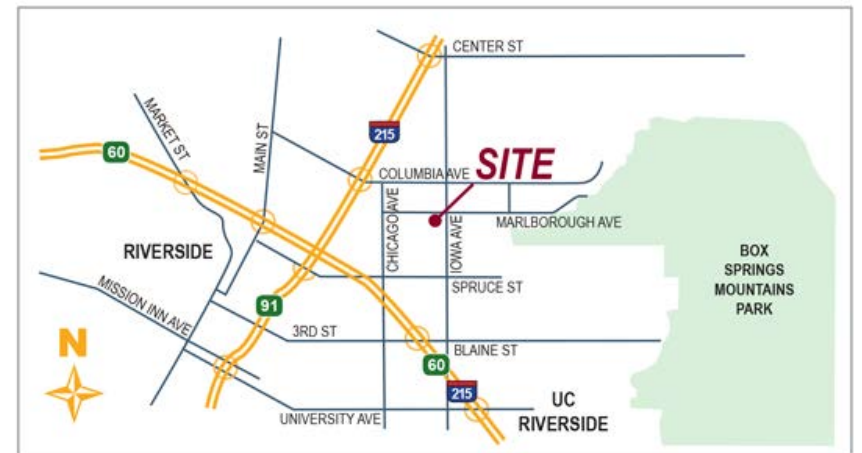 CENTER ST
MARKET ST
MAIN ST
215
60
COLUMBIA AVE
SITE
CHICAGO AVE
IOWA AVE
MARLBOROUGH AVE
RIVERSIDE
BOX
SPRINGS
MOUNTAINS
PARK
MISSION INN AVE
SPRUCE ST
91
3RD ST
BLAINE ST
N
60
215
UNIVERSITY AVE
UC
RIVERSIDE